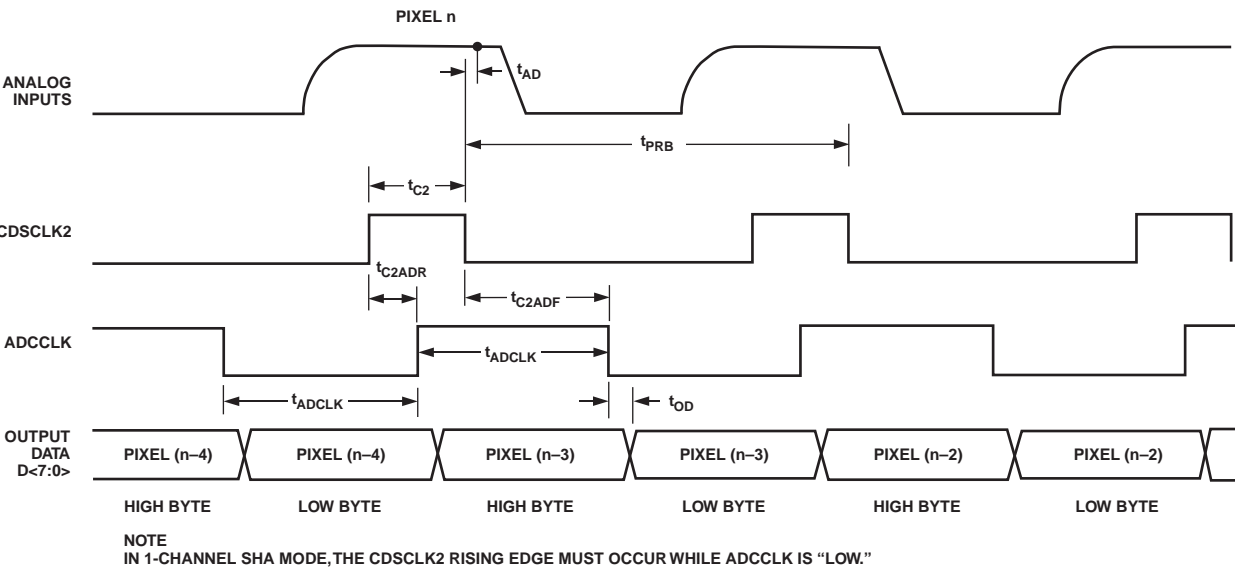 PIXEL n
ANALOG
INPUTS
tAD
tPRB
tC2
CDSCLK2
tC2ADR
tC2ADF
ADCCLK
tADCLK
tADCLK
tOD
OUTPUT
DATA
D<7:0>
PIXEL (n–4) PIXEL (n–4) PIXEL (n–3) PIXEL (n–3) PIXEL (n–2) PIXEL (n–2)
HIGH BYTE LOW BYTE HIGH BYTE LOW BYTE HIGH BYTE LOW BYTE
NOTE
IN 1-CHANNEL SHA MODE, THE CDSCLK2 RISING EDGE MUST OCCUR WHILE ADCCLK IS “LOW.”